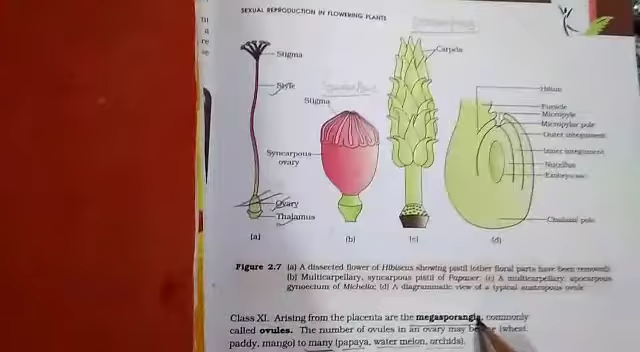 SEXUAL REPRODUCTION IN FLOWERING PLANTS
Stigma
Style
Ovary
Thalamus
(a)
Stigma
Syncarpous
ovary
(b)
Carpels
(c)
Hilum
Funicle
Micropyle
Micropylar pole
Outer integument
Inner integument
Nucellus
Embryo sac
Chalazal pole
(d)
Figure 2.7 (a) A dissected flower of Hibiscus showing pistil (other floral parts have been removed);
(b) Multicarpellary, syncarpous pistil of Papaver; (c) A multicarpellary, apocarpous
gynoecium of Michelia; (d) A diagrammatic view of a typical anatropous ovule
Class XI. Arising from the placenta are the megasporangia, commonly
called ovules. The number of ovules in an ovary may be (wheat,
paddy, mango) to many (papaya, water melon, orchids).